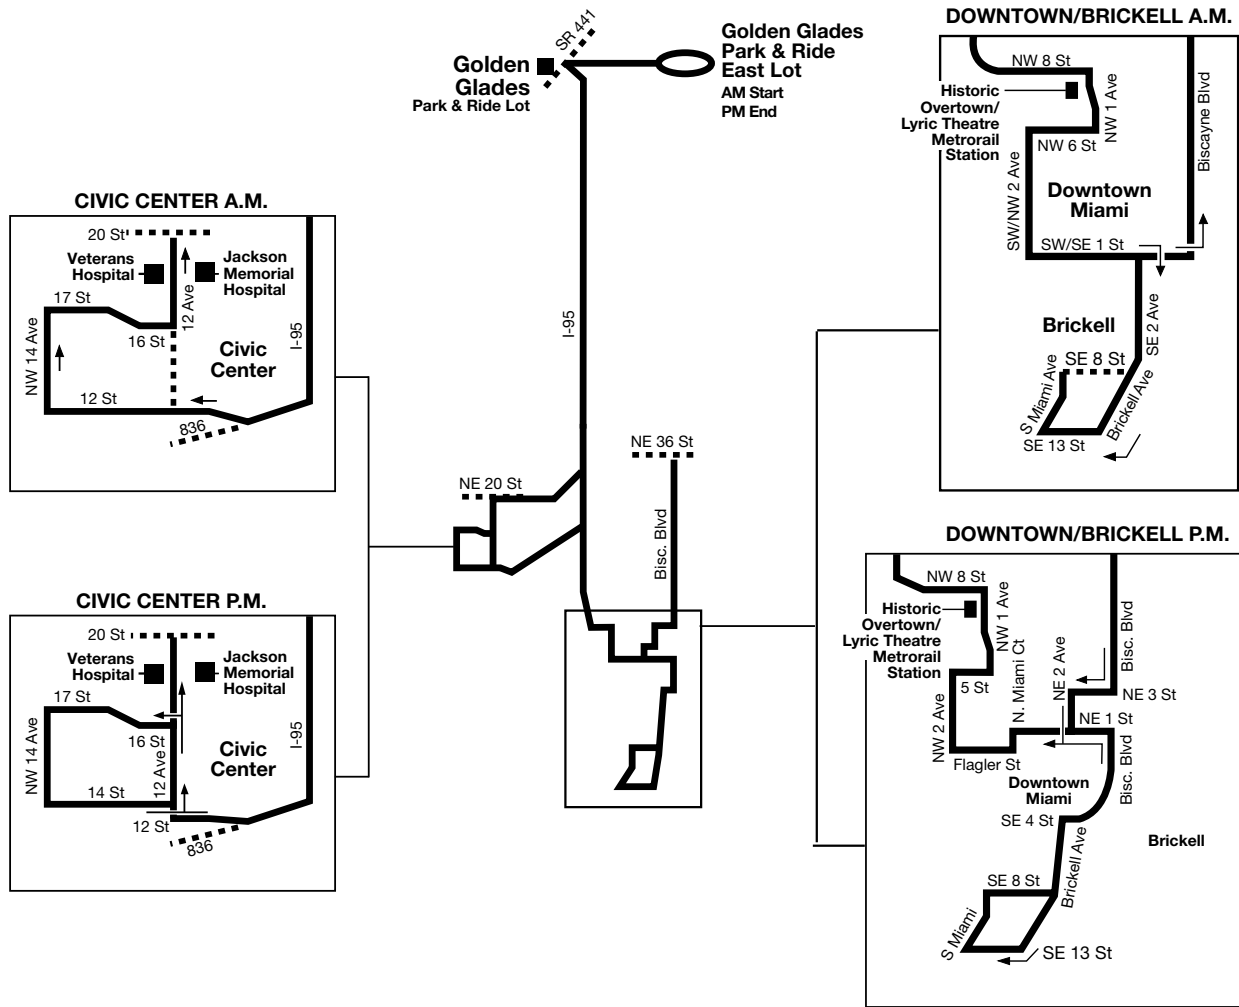 SR 441
Golden
Glades
Park & Ride Lot
Golden Glades
Park & Ride
East Lot
AM Start
PM End
I-95
NE 36 St
NE 20 St
Bisc. Blvd
CIVIC CENTER A.M.
20 St
Veterans
Hospital
Jackson
Memorial
Hospital
17 St
12 Ave
16 St
NW 14 Ave
Civic
Center
I-95
12 St
836
CIVIC CENTER P.M.
20 St
Veterans
Hospital
Jackson
Memorial
Hospital
17 St
16 St
NW 14 Ave
12 Ave
Civic
Center
I-95
14 St
12 St
836
DOWNTOWN/BRICKELL A.M.
NW 8 St
Historic
Overtown/
Lyric Theatre
Metrorail
Station
NW 1 Ave
NW 6 St
Biscayne Blvd
SW/NW 2 Ave
Downtown
Miami
SW/SE 1 St
Brickell
SE 2 Ave
SE 8 St
S Miami Ave
Brickell Ave
SE 13 St
DOWNTOWN/BRICKELL P.M.
NW 8 St
Historic
Overtown/
Lyric Theatre
Metrorail
Station
NW 1 Ave
5 St
N. Miami Ct
NE 2 Ave
Bisc. Blvd
NE 3 St
NE 1 St
NW 2 Ave
Flagler St
Bisc. Blvd
Downtown
Miami
SE 4 St
Brickell
Brickell Ave
SE 8 St
S Miami
SE 13 St